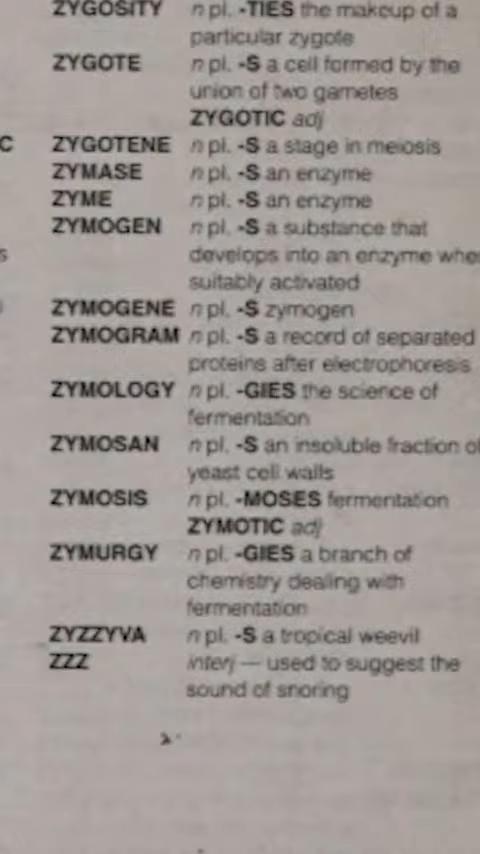 ZYGOSITY n pl. -TIES the makeup of a
particular zygote
ZYGOTE n pl. -S a cell formed by the
union of two gametes
ZYGOTIC adj
C ZYGOTENE n pl. -S a stage in meiosis
ZYMASE n pl. -S an enzyme
ZYME n pl. -S an enzyme
ZYMOGEN n pl. -S a substance that
s develops into an enzyme whe
suitably activated
ZYMOGENE n pl. -S zymogen
ZYMOGRAM n pl. -S a record of separated
proteins after electrophoresis
ZYMOLOGY n pl. -GIES the science of
fermentation
ZYMOSAN n pl. -S an insoluble fraction of
yeast cell walls
ZYMOSIS n pl. -MOSES fermentation
ZYMOTIC adj
ZYMURGY n pl. -GIES a branch of
chemistry dealing with
fermentation
ZYZZYVA n pl. -S a tropical weevil
ZZZ interj — used to suggest the
sound of snoring